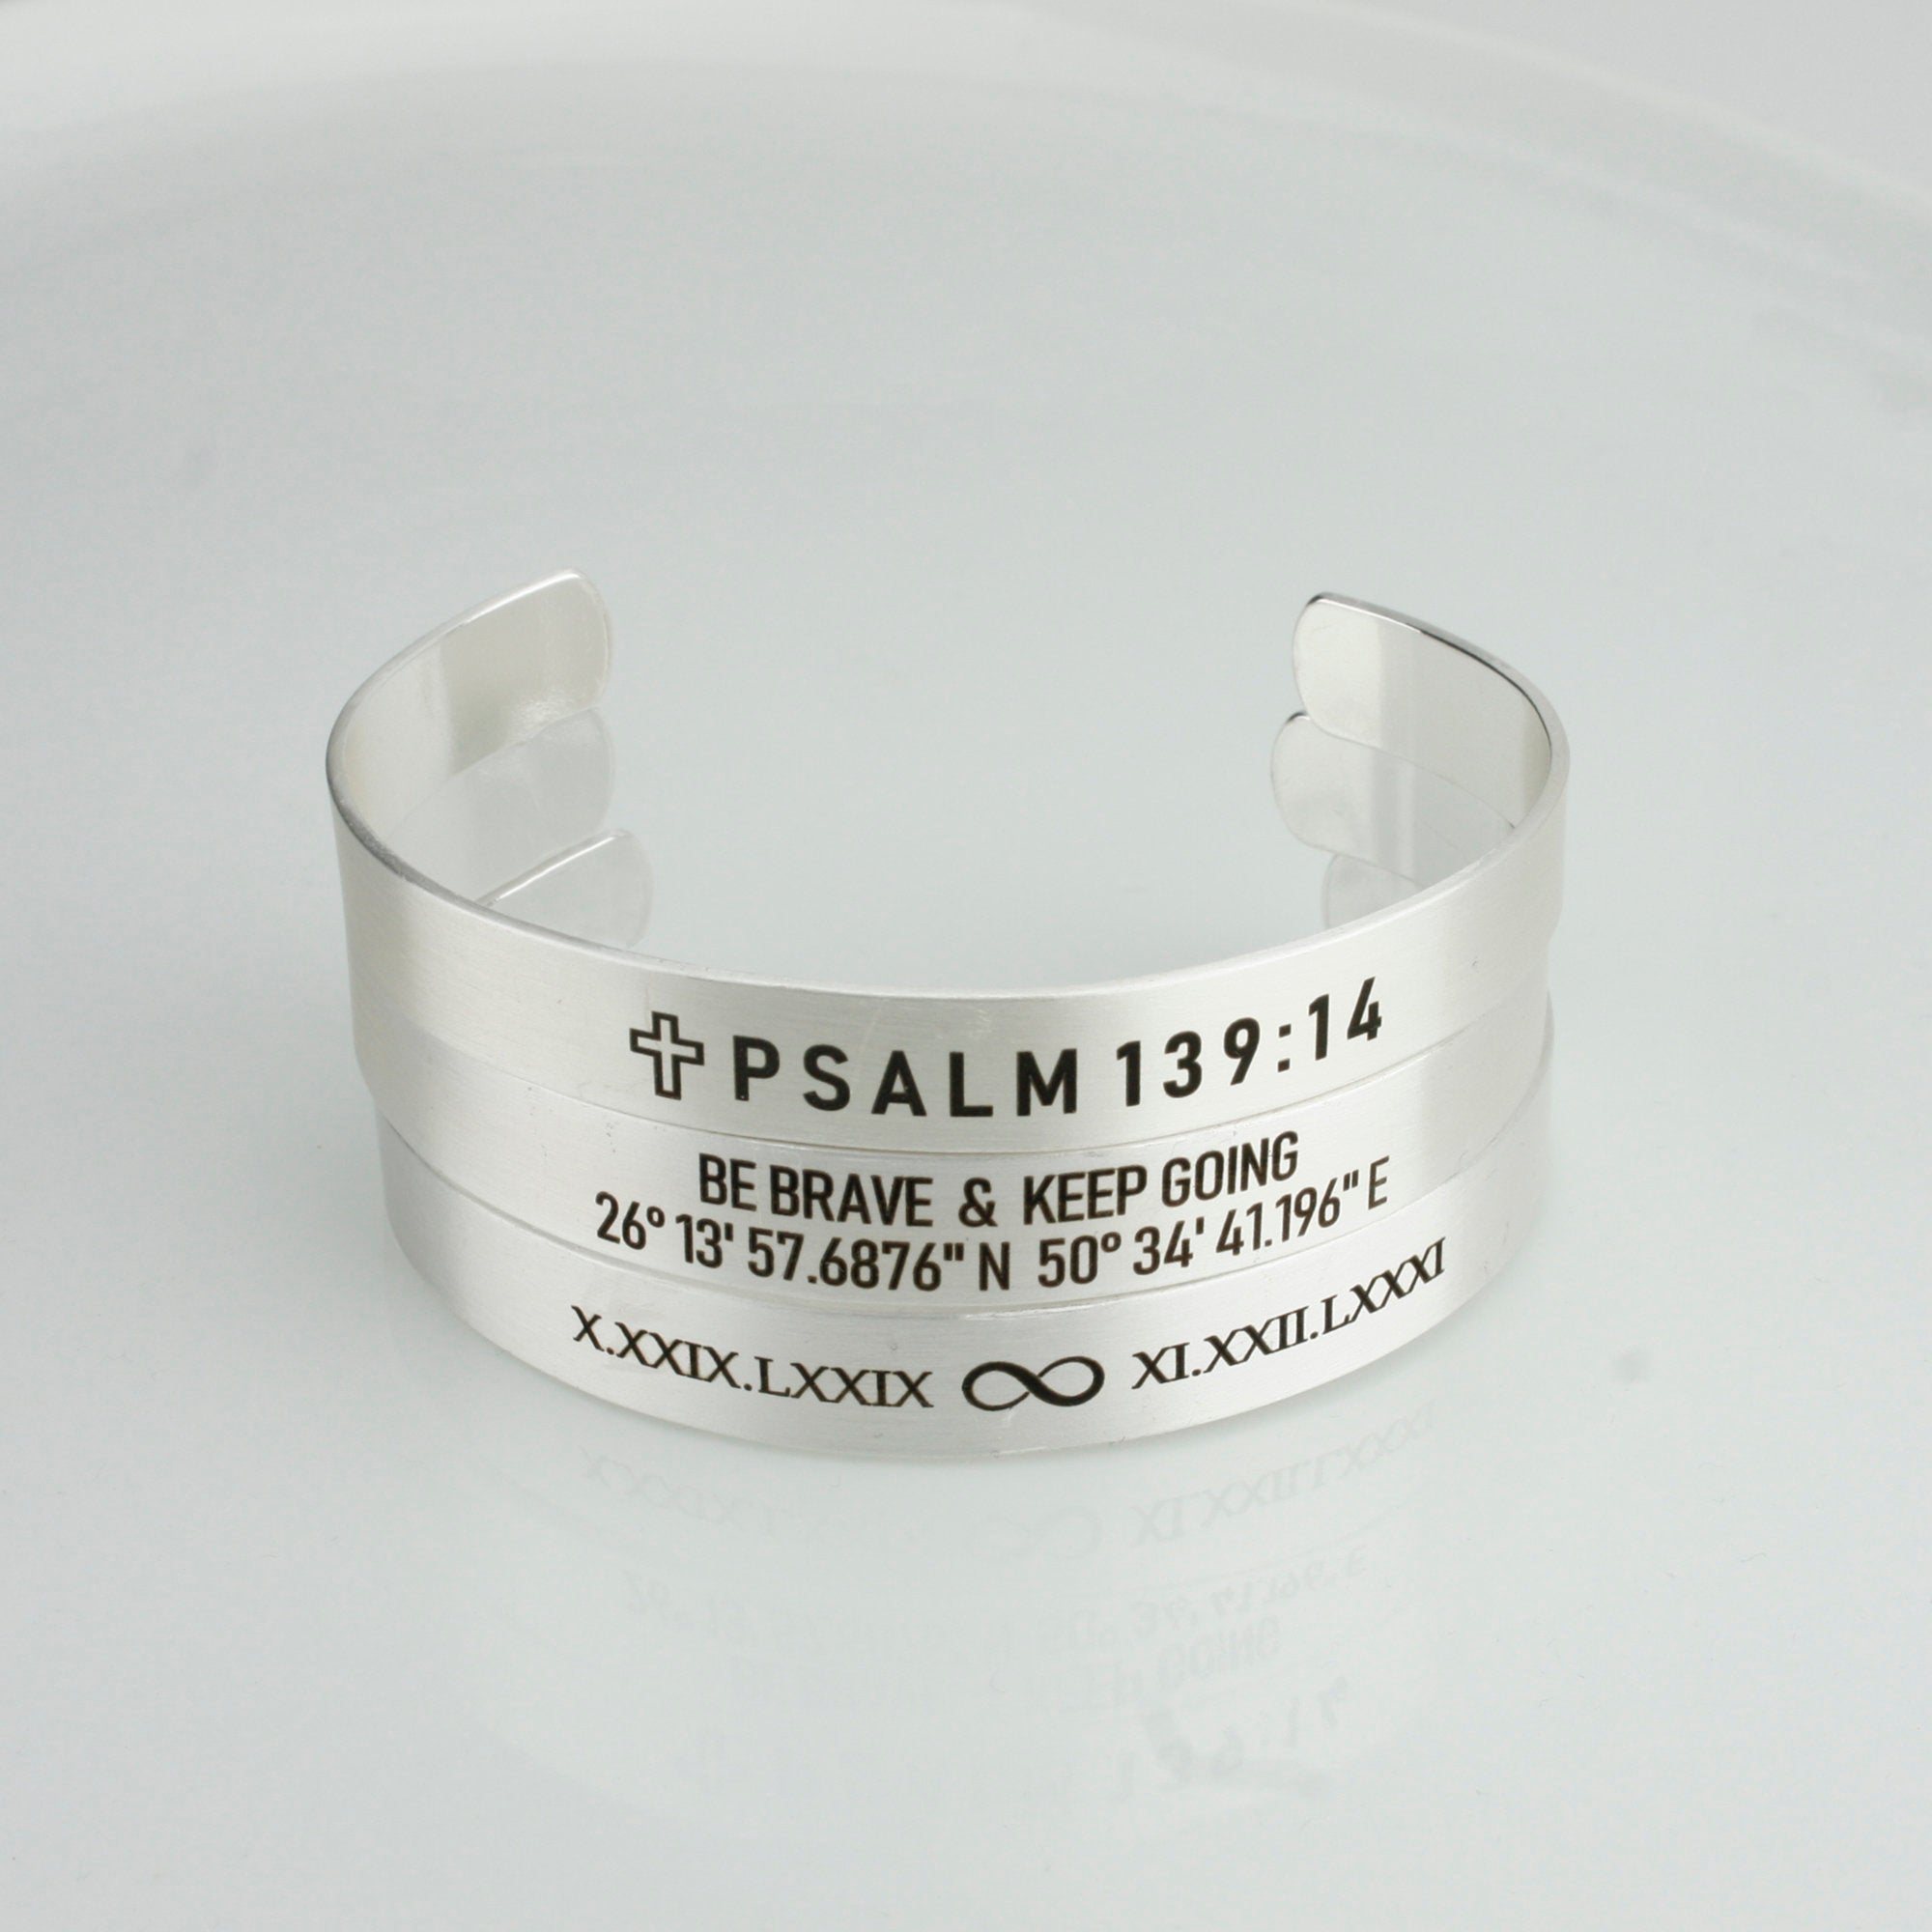 ✝ PSALM 139:14
BE BRAVE & KEEP GOING
26° 13' 57.6876" N 50° 34' 41.196" E
X.XXIX.LXXIX ∞ XI.XXII.LXXXI